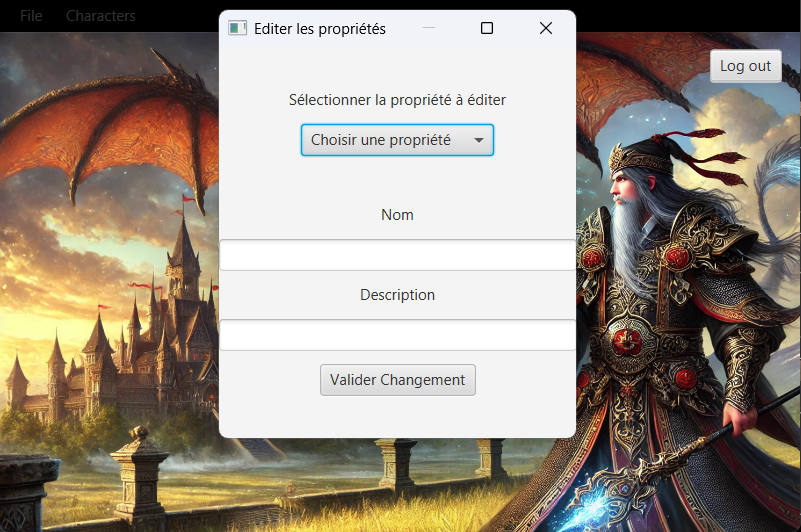 File Characters
Editer les propriétés
Log out
Sélectionner la propriété à éditer
Choisir une propriété
Nom
Description
Valider Changement